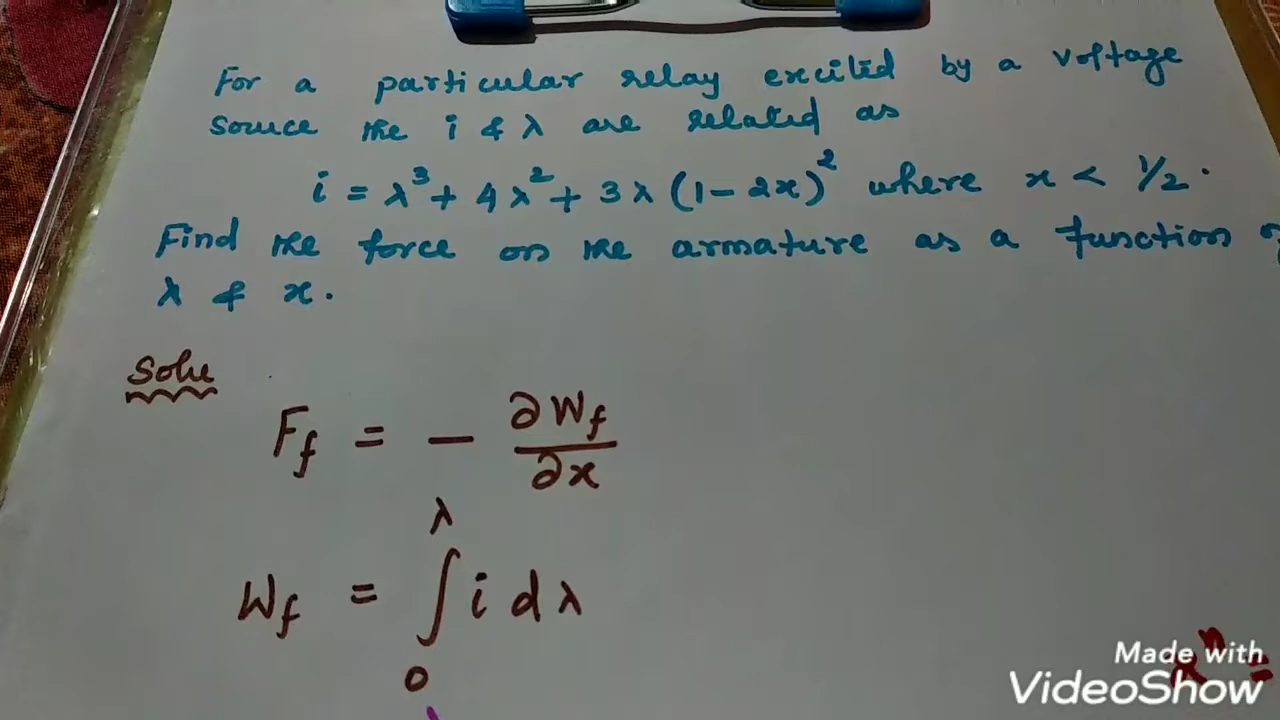 For a particular relay excited by a voltage
source the i & λ are related as
i = λ³ + 4λ² + 3λ (1 - 2x)² where x < 1/2.
Find the force on the armature as a function
λ & x.
Soln
F_f = - ∂W_f / ∂x
W_f = ∫₀^λ i dλ
Made with
VideoShow